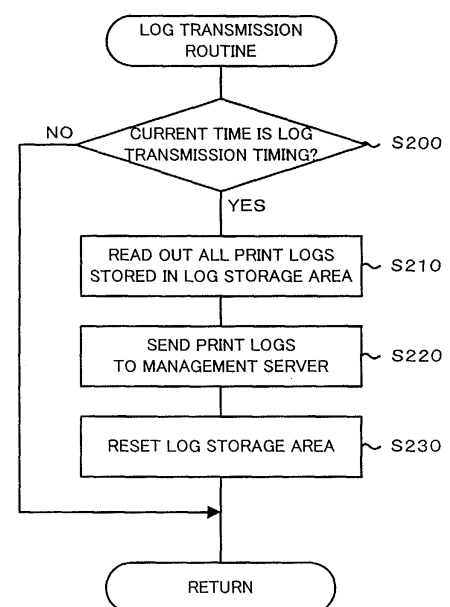 LOG TRANSMISSION
ROUTINE
NO
CURRENT TIME IS LOG
TRANSMISSION TIMING?
S200
YES
READ OUT ALL PRINT LOGS
STORED IN LOG STORAGE AREA
S210
SEND PRINT LOGS
TO MANAGEMENT SERVER
S220
RESET LOG STORAGE AREA
S230
RETURN